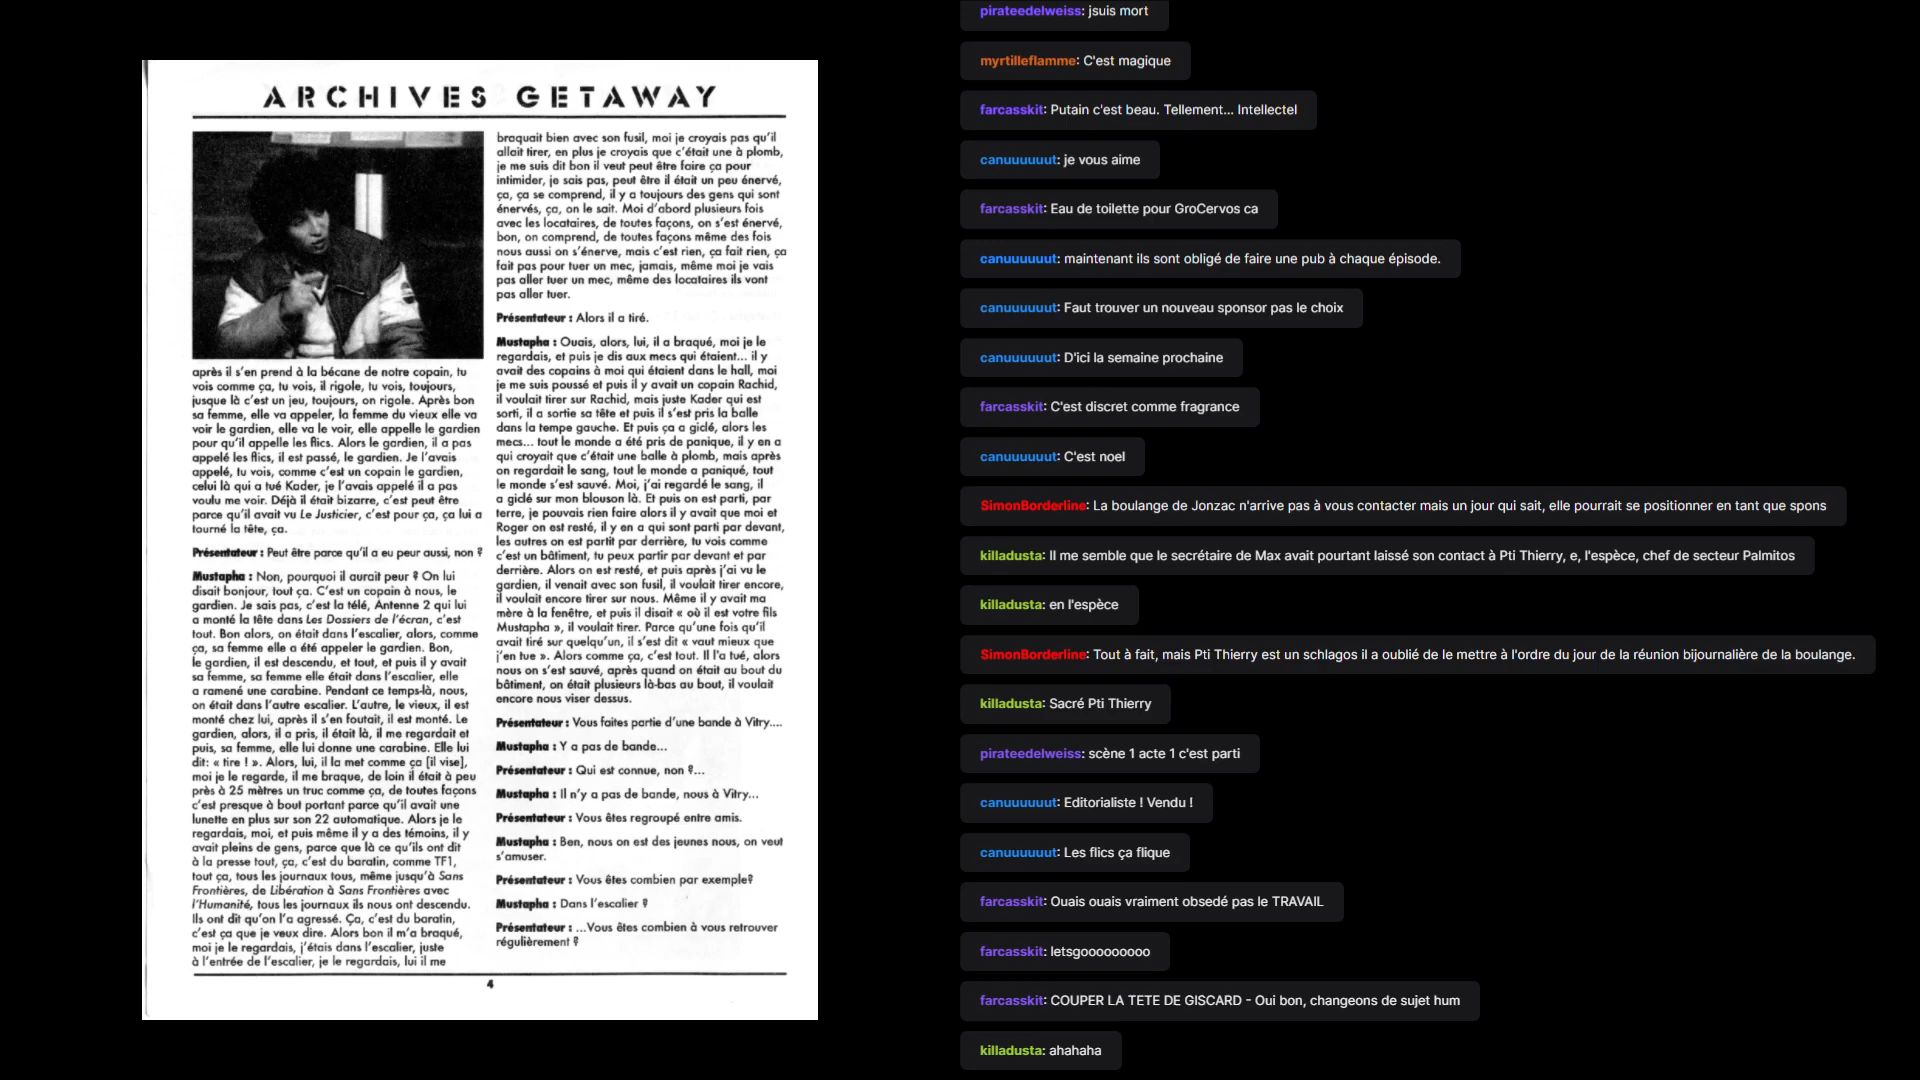 ARCHIVES GETAWAY
après il s'en prend à la bécane de notre copain, tu
vois comme ça, tu vois, il rigole, tu vois, toujours,
jusque là c'est un jeu, toujours, on rigole. Après bon
sa femme, elle va appeler, la femme du vieux elle va
voir le gardien, elle va le voir, elle appelle le gardien
pour qu'il appelle les flics. Alors le gardien, il a pas
appelé les flics, il est passé, le gardien. Je l'avais
appelé, tu vois, comme c'est un copain le gardien,
celui là qui a tué Kader, je l'avais appelé il a pas
voulu me voir. Déjà il était bizarre, c'est peut être
parce qu'il avait vu Le Justicier, c'est pour ça, ça lui a
tourné la tête, ça.
Présentateur : Peut être parce qu'il a eu peur aussi, non ?
Mustapha : Non, pourquoi il aurait peur ? On lui
disait bonjour, tout ça. C'est un copain à nous, le
gardien. Je sais pas, c'est la télé, Antenne 2 qui lui
a monté la tête dans Les Dossiers de l'écran, c'est
tout. Bon alors, on était dans l'escalier, alors, comme
ça, sa femme elle a été appeler le gardien. Bon,
le gardien, il est descendu, et tout, et puis il y avait
sa femme, sa femme elle était dans l'escalier, elle
a ramené une carabine. Pendant ce temps-là, nous,
on était dans l'autre escalier. L'autre, le vieux, il est
monté chez lui, après il s'en foutait, il est monté. Le
gardien, alors, il a pris, il était là, il me regardait et
puis, sa femme, elle lui donne une carabine. Elle lui
dit: « tire ! ». Alors, lui, il la met comme ça [il vise],
moi je le regarde, il me braque, de loin il était à peu
près à 25 mètres un truc comme ça, de toutes façons
c'est presque à bout portant parce qu'il avait une
lunette en plus sur son 22 automatique. Alors je le
regardais, moi, et puis même il y a des témoins, il y
avait pleins de gens, parce que là ce qu'ils ont dit
à la presse tout, ça, c'est du baratin, comme TF1,
tout ça, tous les journaux tous, même jusqu'à Sans
Frontières, de Libération à Sans Frontières avec
l'Humanité, tous les journaux ils nous ont descendu.
Ils ont dit qu'on l'a agressé. Ça, c'est du baratin,
c'est ça que je veux dire. Alors bon il m'a braqué,
moi je le regardais, j'étais dans l'escalier, juste
à l'entrée de l'escalier, je le regardais, lui il me
braquait bien avec son fusil, moi je croyais pas qu'il
allait tirer, en plus je croyais que c'était une à plomb,
je me suis dit bon il veut peut être faire ça pour
intimider, je sais pas, peut être il était un peu énervé,
ça, ça se comprend, il y a toujours des gens qui sont
énervés, ça, on le sait. Moi d'abord plusieurs fois
avec les locataires, de toutes façons, on s'est énervé,
bon, on comprend, de toutes façons même des fois
nous aussi on s'énerve, mais c'est rien, ça fait rien, ça
fait pas pour tuer un mec, jamais, même moi je vais
pas aller tuer un mec, même des locataires ils vont
pas aller tuer.
Présentateur : Alors il a tiré.
Mustapha : Ouais, alors, lui, il a braqué, moi je le
regardais, et puis je dis aux mecs qui étaient... il y
avait des copains à moi qui étaient dans le hall, moi
je me suis poussé et puis il y avait un copain Rachid,
il voulait tirer sur Rachid, mais juste Kader qui est
sorti, il a sortie sa tête et puis il s'est pris la balle
dans la tempe gauche. Et puis ça a giclé, alors les
mecs... tout le monde a été pris de panique, il y en a
qui croyait que c'était une balle à plomb, mais après
on regardait le sang, tout le monde a paniqué, tout
le monde s'est sauvé. Moi, j'ai regardé le sang, il
a giclé sur mon blouson là. Et puis on est parti, par
terre, je pouvais rien faire alors il y avait que moi et
Roger on est resté, il y en a qui sont parti par devant,
les autres on est partit par derrière, tu vois comme
c'est un bâtiment, tu peux partir par devant et par
derrière. Alors on est resté, et puis après j'ai vu le
gardien, il venait avec son fusil, il voulait tirer encore,
il voulait encore tirer sur nous. Même il y avait ma
mère à la fenêtre, et puis il disait « où il est votre fils
Mustapha », il voulait tirer. Parce qu'une fois qu'il
avait tiré sur quelqu'un, il s'est dit « vaut mieux que
j'en tue ». Alors comme ça, c'est tout. Il l'a tué, alors
nous on s'est sauvé, après quand on était au bout du
bâtiment, on était plusieurs là-bas au bout, il voulait
encore nous viser dessus.
Présentateur : Vous faites partie d'une bande à Vitry....
Mustapha : Y a pas de bande...
Présentateur : Qui est connue, non ?...
Mustapha : Il n'y a pas de bande, nous à Vitry...
Présentateur : Vous êtes regroupé entre amis.
Mustapha : Ben, nous on est des jeunes nous, on veut
s'amuser.
Présentateur : Vous êtes combien par exemple?
Mustapha : Dans l'escalier ?
Présentateur : ...Vous êtes combien à vous retrouver
régulièrement ?
4
pirateedelweiss: jsuis mort
myrtilleflamme: C'est magique
farcasskit: Putain c'est beau. Tellement... Intellectel
canuuuuuut: je vous aime
farcasskit: Eau de toilette pour GroCervos ca
canuuuuuut: maintenant ils sont obligé de faire une pub à chaque épisode.
canuuuuuut: Faut trouver un nouveau sponsor pas le choix
canuuuuuut: D'ici la semaine prochaine
farcasskit: C'est discret comme fragrance
canuuuuuut: C'est noel
SimonBorderline: La boulange de Jonzac n'arrive pas à vous contacter mais un jour qui sait, elle pourrait se positionner en tant que spons
killadusta: Il me semble que le secrétaire de Max avait pourtant laissé son contact à Pti Thierry, e, l'espèce, chef de secteur Palmitos
killadusta: en l'espèce
SimonBorderline: Tout à fait, mais Pti Thierry est un schlagos il a oublié de le mettre à l'ordre du jour de la réunion bijournalière de la boulange.
killadusta: Sacré Pti Thierry
pirateedelweiss: scène 1 acte 1 c'est parti
canuuuuuut: Editorialiste ! Vendu !
canuuuuuut: Les flics ça flique
farcasskit: Ouais ouais vraiment obsedé pas le TRAVAIL
farcasskit: letsgooooooooo
farcasskit: COUPER LA TETE DE GISCARD - Oui bon, changeons de sujet hum
killadusta: ahahaha